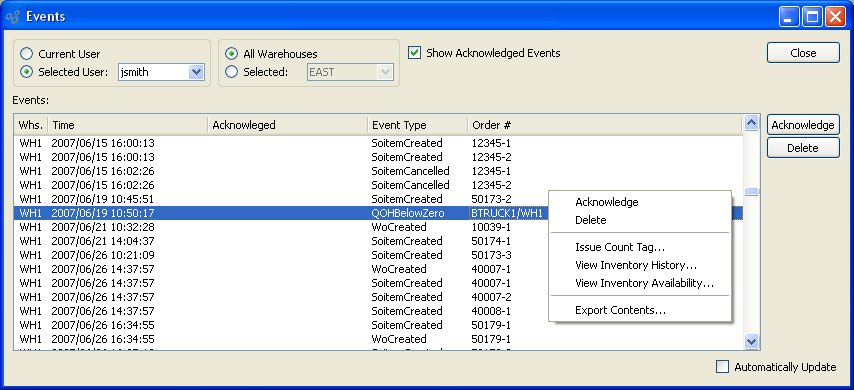 Events
Current User
Selected User: jsmith
All Warehouses
Selected: EAST
Show Acknowledged Events
Close
Events:
Whs. Time Acknowleged Event Type Order #
WH1 2007/06/15 16:00:13 SoitemCreated 12345-1
WH1 2007/06/15 16:00:13 SoitemCreated 12345-2
WH1 2007/06/15 16:02:26 SoitemCancelled 12345-1
WH1 2007/06/15 16:02:26 SoitemCancelled 12345-2
WH1 2007/06/19 10:45:51 SoitemCreated 50173-2
WH1 2007/06/19 10:50:17 QOHBelowZero BTRUCK1/WH1
WH1 2007/06/21 10:32:28 WoCreated 10039-1
WH1 2007/06/21 14:04:37 SoitemCreated 50174-1
WH1 2007/06/26 10:21:09 SoitemCreated 50173-3
WH1 2007/06/26 14:37:57 WoCreated 40007-1
WH1 2007/06/26 14:37:57 SoitemCreated 40007-1
WH1 2007/06/26 14:37:57 SoitemCreated 40007-2
WH1 2007/06/26 14:37:57 SoitemCreated 40008-1
WH1 2007/06/26 16:34:55 SoitemCreated 50179-1
WH1 2007/06/26 16:34:55 WoCreated 50179-1
Acknowledge
Delete
Acknowledge
Delete
Issue Count Tag...
View Inventory History...
View Inventory Availability...
Export Contents...
Automatically Update